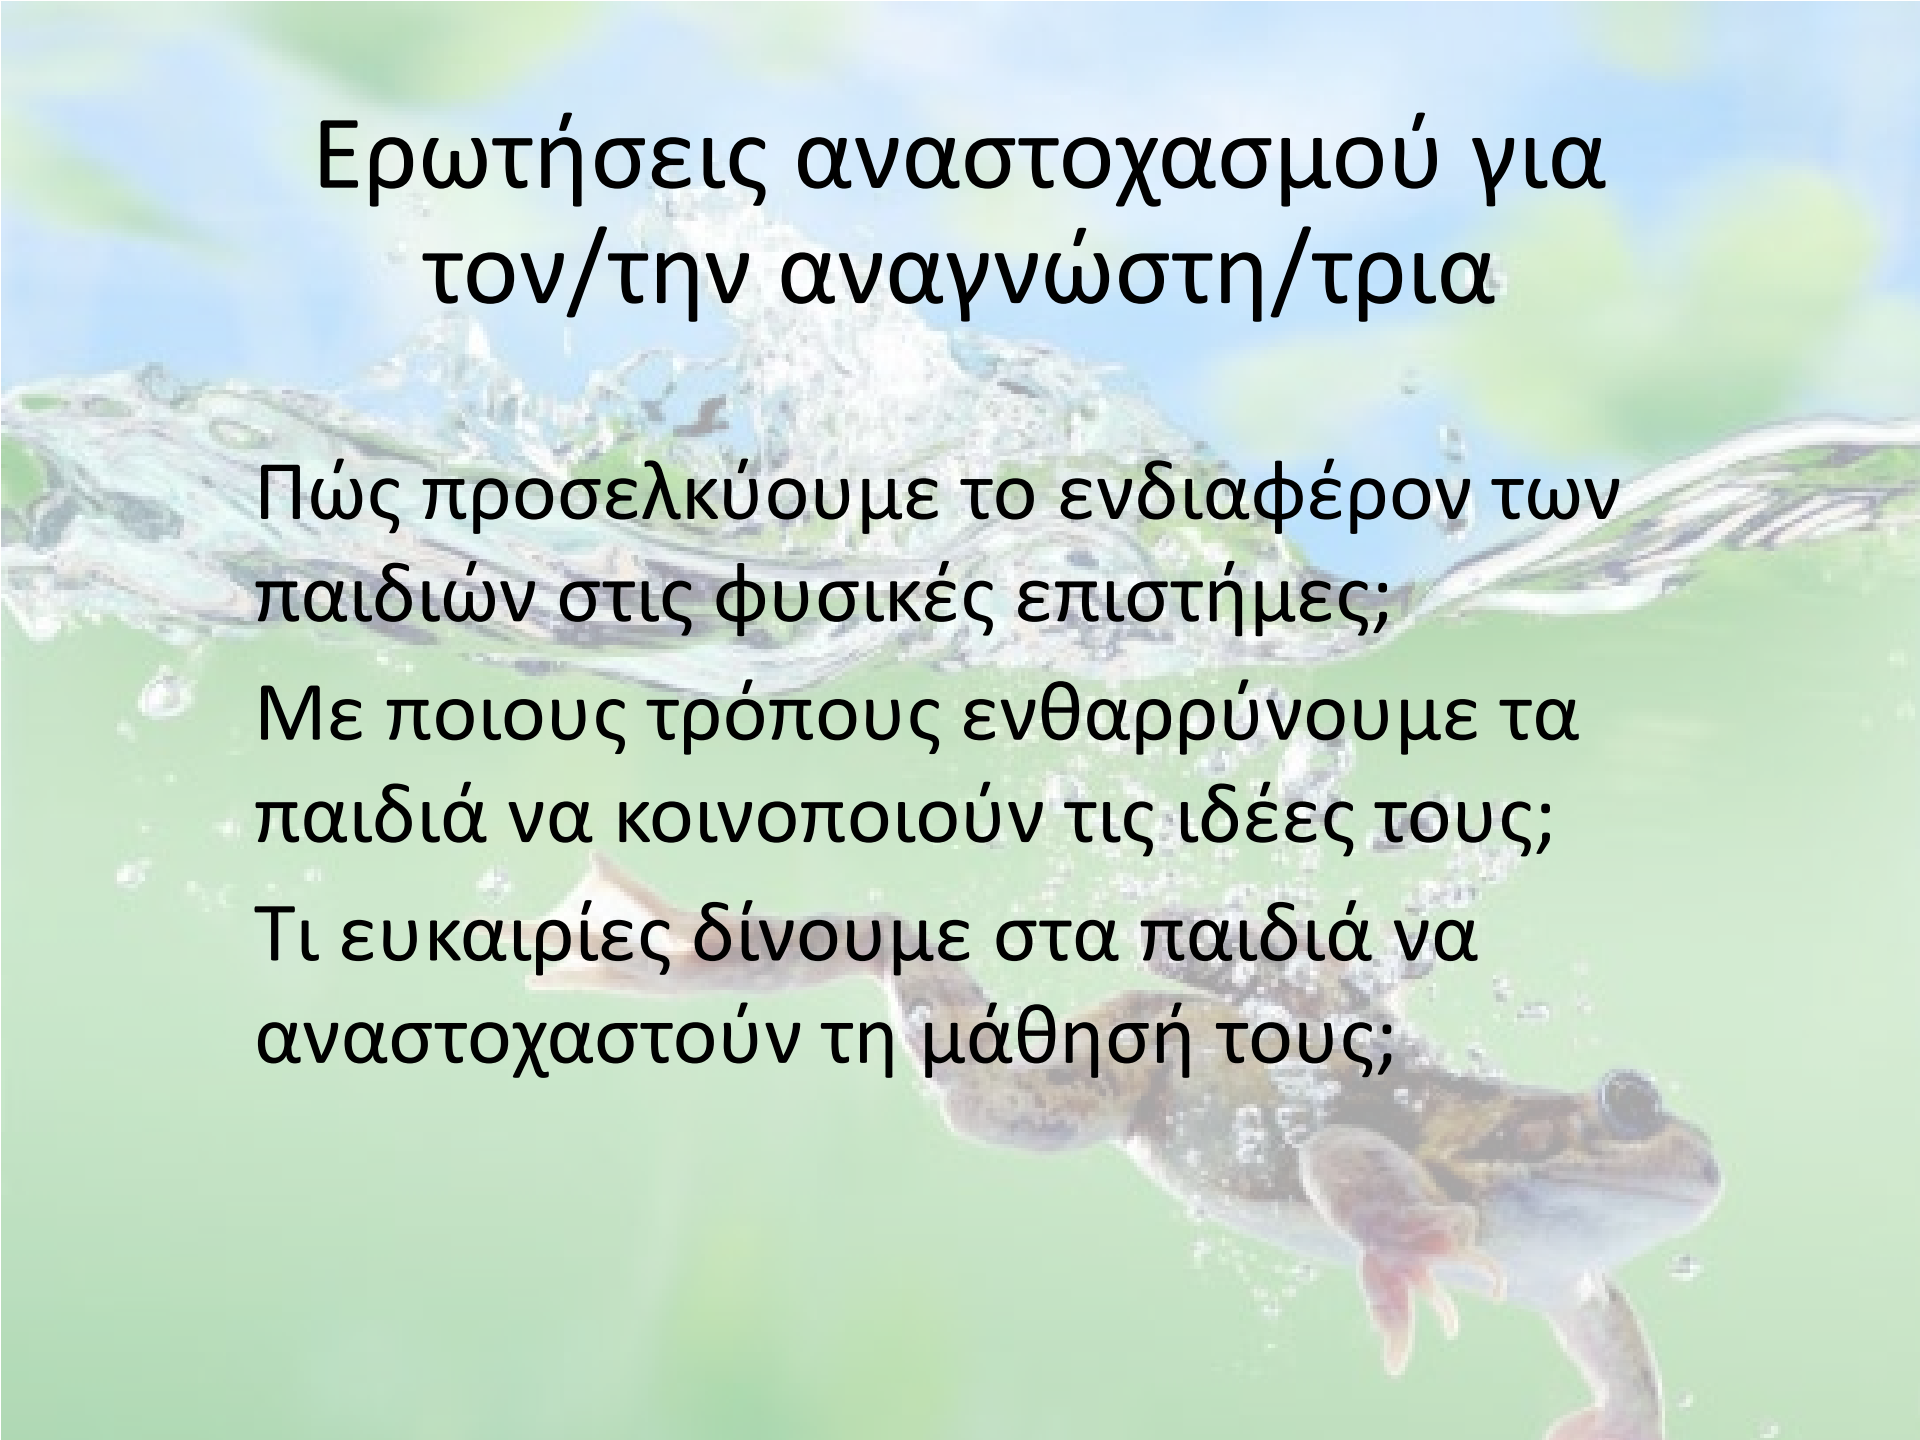 Ερωτήσεις αναστοχασμού για
τον/την αναγνώστη/τρια
Πώς προσελκύουμε το ενδιαφέρον των
παιδιών στις φυσικές επιστήμες;
Με ποιους τρόπους ενθαρρύνουμε τα
παιδιά να κοινοποιούν τις ιδέες τους;
Τι ευκαιρίες δίνουμε στα παιδιά να
αναστοχαστούν τη μάθησή τους;